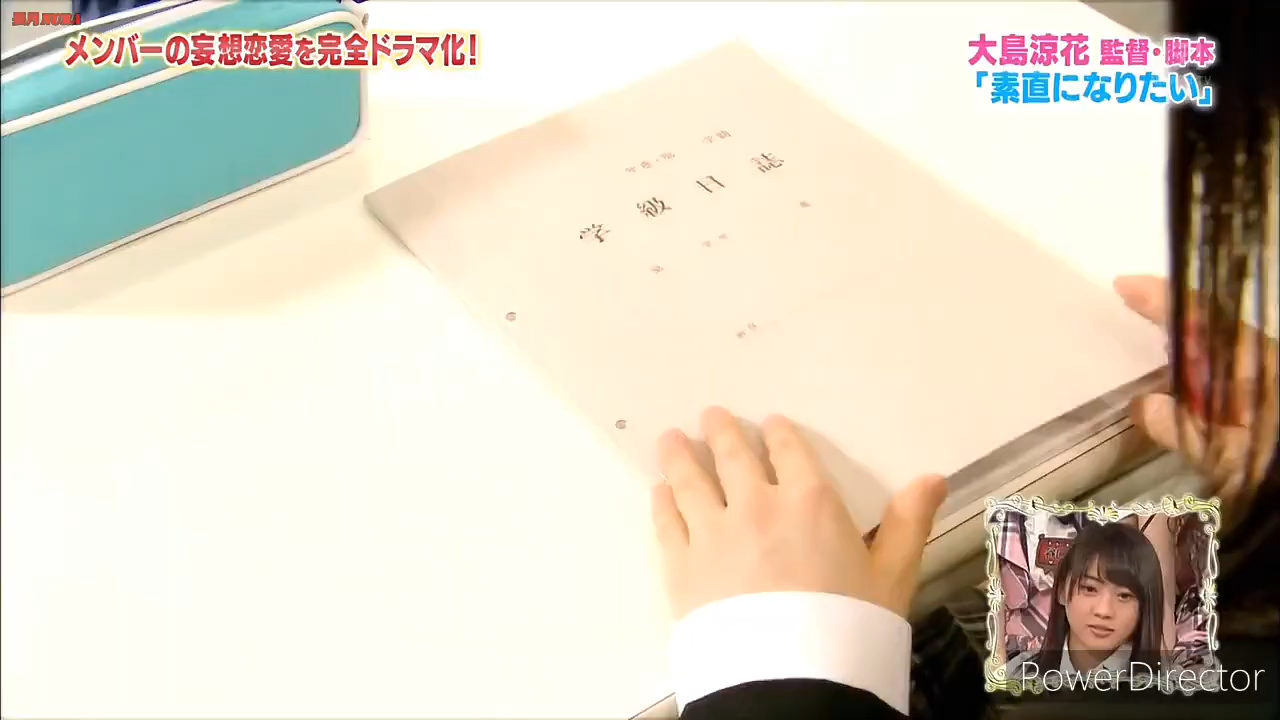 メンバーの妄想恋愛を完全ドラマ化!
大島涼花 監督・脚本
「素直になりたい」
学級日誌
PowerDirector